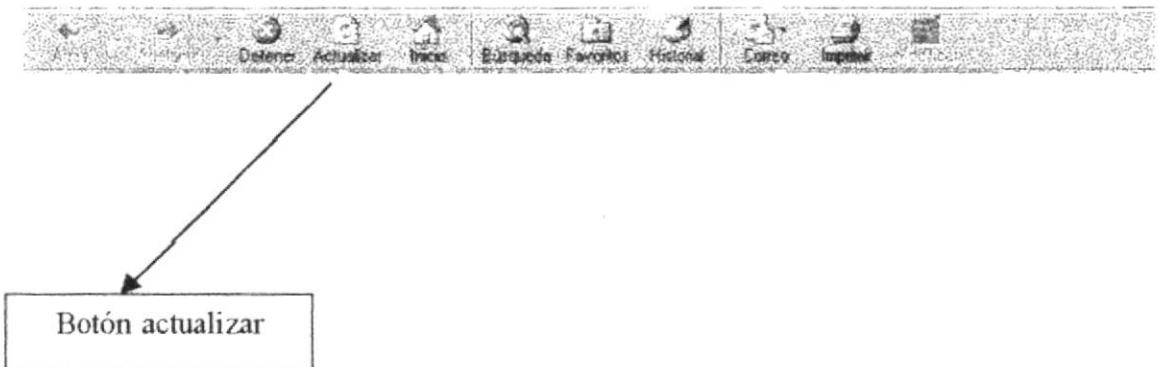 Detener Actualizar Inicio Búsqueda Favoritos Historial Correo Imprimir
Botón actualizar